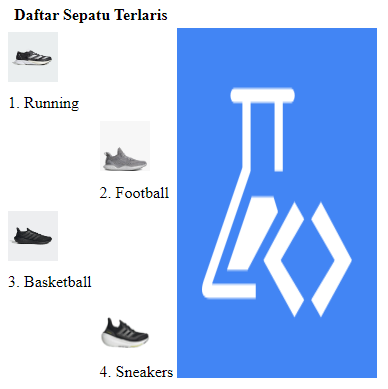 Daftar Sepatu Terlaris
1. Running
2. Football
3. Basketball
4. Sneakers